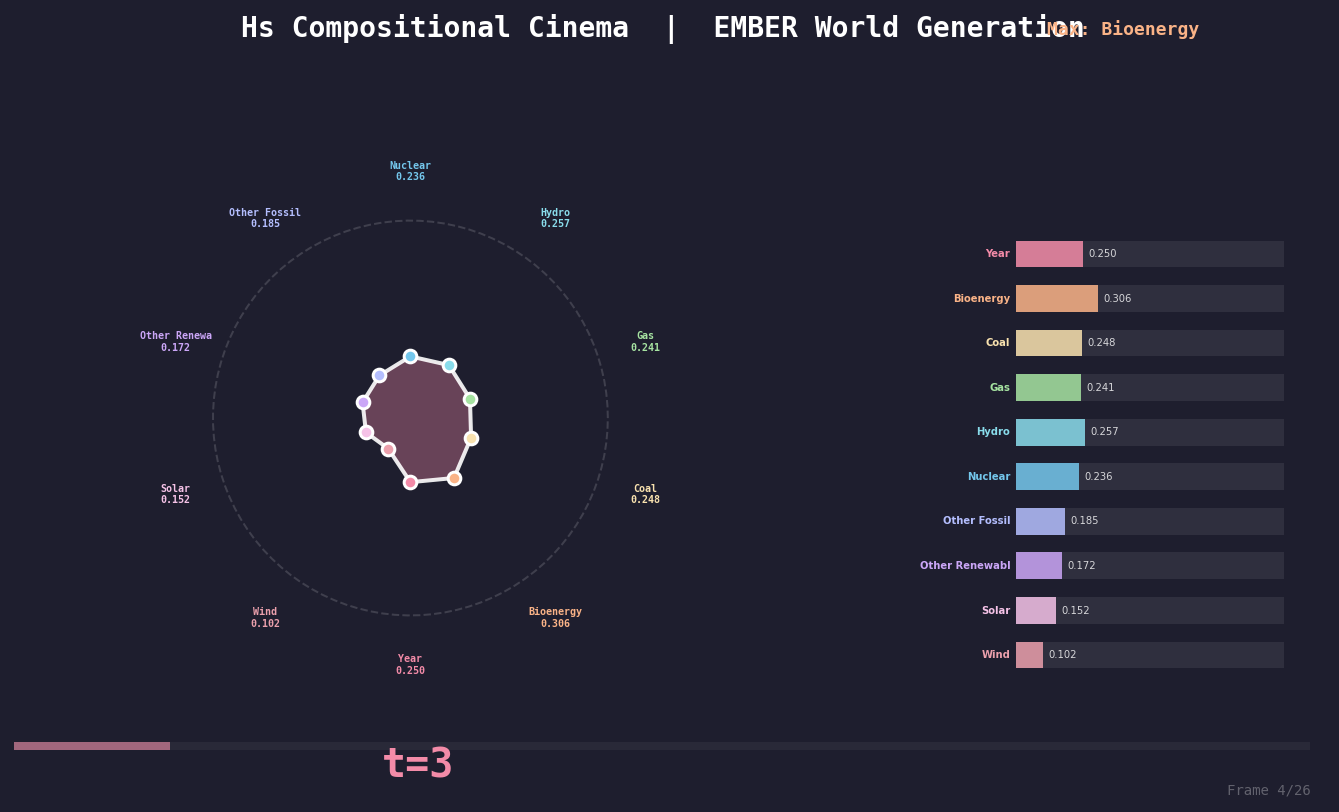 Hs Compositional Cinema | EMBER World Generation
Max: Bioenergy
Nuclear
0.236
Other Fossil
0.185
Hydro
0.257
Other Renewa
0.172
Gas
0.241
Solar
0.152
Coal
0.248
Wind
0.102
Bioenergy
0.306
Year
0.250
Year 0.250
Bioenergy 0.306
Coal 0.248
Gas 0.241
Hydro 0.257
Nuclear 0.236
Other Fossil 0.185
Other Renewabl 0.172
Solar 0.152
Wind 0.102
t=3
Frame 4/26